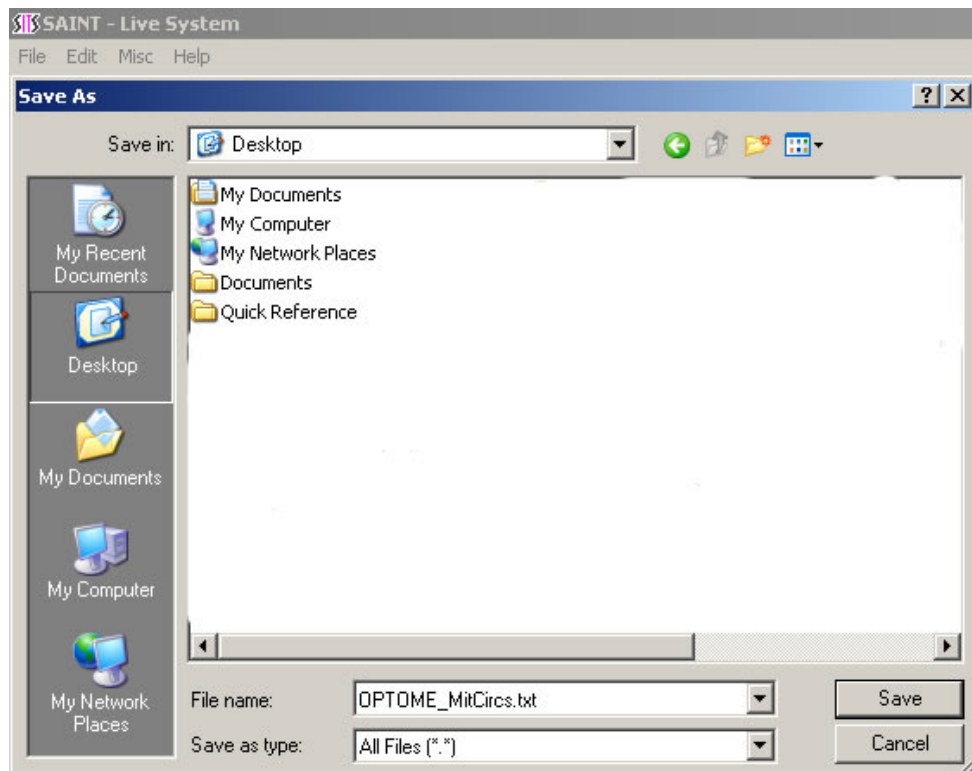 SITS SAINT - Live System
File Edit Misc Help
Save As
Save in: Desktop
My Documents
My Computer
My Network Places
Documents
Quick Reference
My Recent
Documents
Desktop
My Documents
My Computer
My Network
Places
File name: OPTOME_MitCircs.txt Save
Save as type: All Files (*.*) Cancel